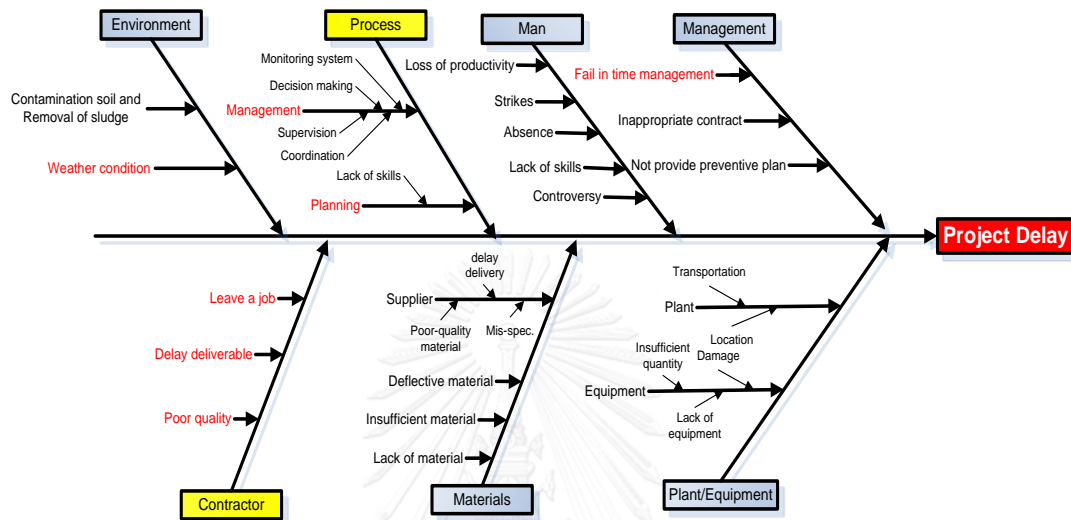 Environment
Process
Man
Management
Monitoring system
Loss of productivity
Fail in time management
Decision making
Contamination soil and
Removal of sludge
Management
Strikes
Inappropriate contract
Supervision
Absence
Coordination
Weather condition
Lack of skills
Lack of skills
Not provide preventive plan
Planning
Controversy
Project Delay
delay
delivery
Transportation
Leave a job
Supplier
Plant
Poor-quality
material
Mis-spec.
Location
Delay deliverable
Insufficient
quantity
Damage
Deflective material
Equipment
Poor quality
Insufficient material
Lack of
equipment
Lack of material
Contractor
Materials
Plant/Equipment